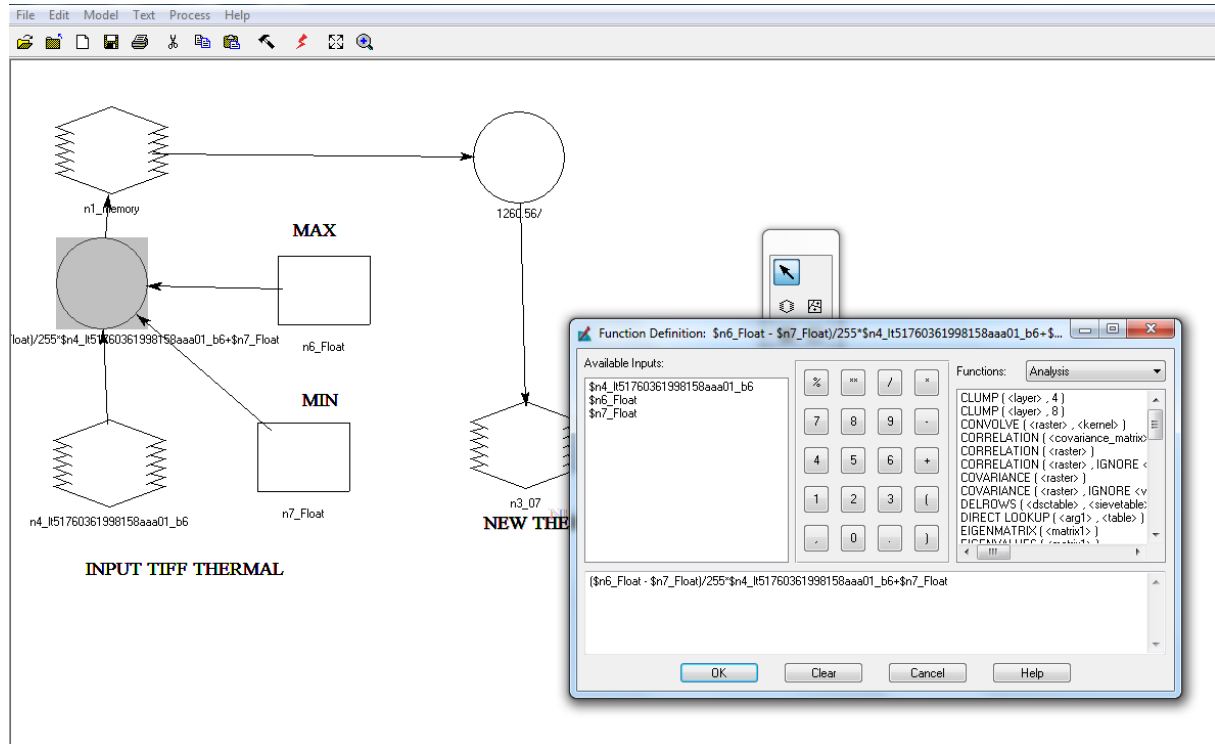 File Edit Model Text Process Help
n1_memory
1260.56/
MAX
n6_Float
loat)/255*$n4_lt51760361998158aaa01_b6+$n7_Float
MIN
n7_Float
n4_lt51760361998158aaa01_b6
n3_07
NEW THE
INPUT TIFF THERMAL
Function Definition: $n6_Float - $n7_Float)/255*$n4_lt51760361998158aaa01_b6+$...
Available Inputs:
$n4_lt51760361998158aaa01_b6
$n6_Float
$n7_Float
% ** / *
7 8 9 -
4 5 6 +
1 2 3 (
, 0 . )
Functions: Analysis
CLUMP ( <layer> , 4 )
CLUMP ( <layer> , 8 )
CONVOLVE ( <raster> , <kernel> )
CORRELATION ( <covariance_matrix>
CORRELATION ( <raster> )
CORRELATION ( <raster> , IGNORE <
COVARIANCE ( <raster> )
COVARIANCE ( <raster> , IGNORE <v
DELROWS ( <dsctable> , <sievetable>
DIRECT LOOKUP ( <arg1> , <table> )
EIGENMATRIX ( <matrix1> )
EIGENVALUES ( <matrix1> )
($n6_Float - $n7_Float)/255*$n4_lt51760361998158aaa01_b6+$n7_Float
OK Clear Cancel Help